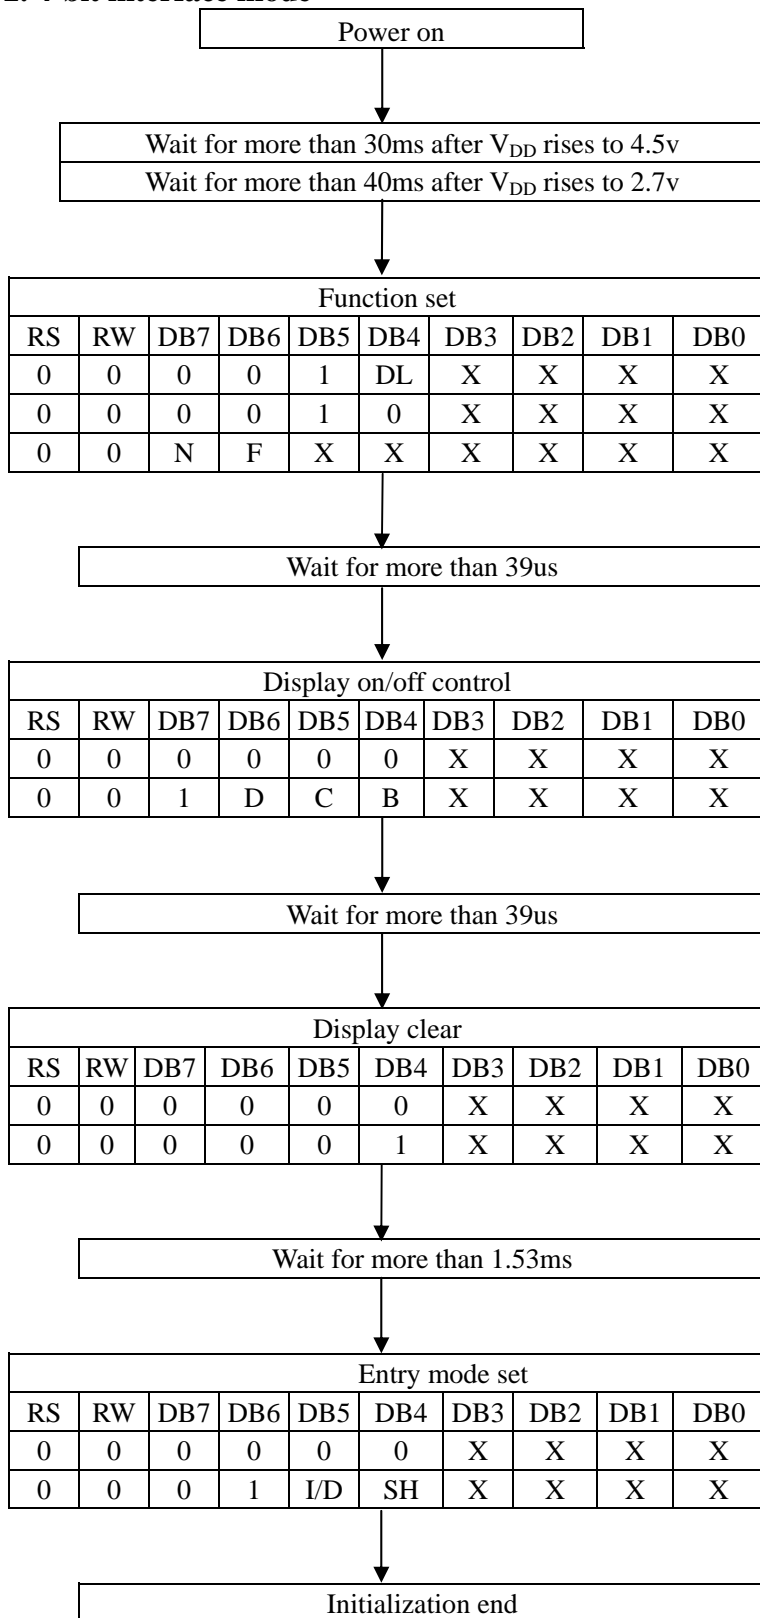 Power on
Wait for more than 30ms after VDD rises to 4.5v
Wait for more than 40ms after VDD rises to 2.7v
Function set
RS RW DB7 DB6 DB5 DB4 DB3 DB2 DB1 DB0
0 0 0 0 1 DL X X X X
0 0 0 0 1 0 X X X X
0 0 N F X X X X X X
Wait for more than 39us
Display on/off control
RS RW DB7 DB6 DB5 DB4 DB3 DB2 DB1 DB0
0 0 0 0 0 0 X X X X
0 0 1 D C B X X X X
Wait for more than 39us
Display clear
RS RW DB7 DB6 DB5 DB4 DB3 DB2 DB1 DB0
0 0 0 0 0 0 X X X X
0 0 0 0 0 1 X X X X
Wait for more than 1.53ms
Entry mode set
RS RW DB7 DB6 DB5 DB4 DB3 DB2 DB1 DB0
0 0 0 0 0 0 X X X X
0 0 0 1 I/D SH X X X X
Initialization end